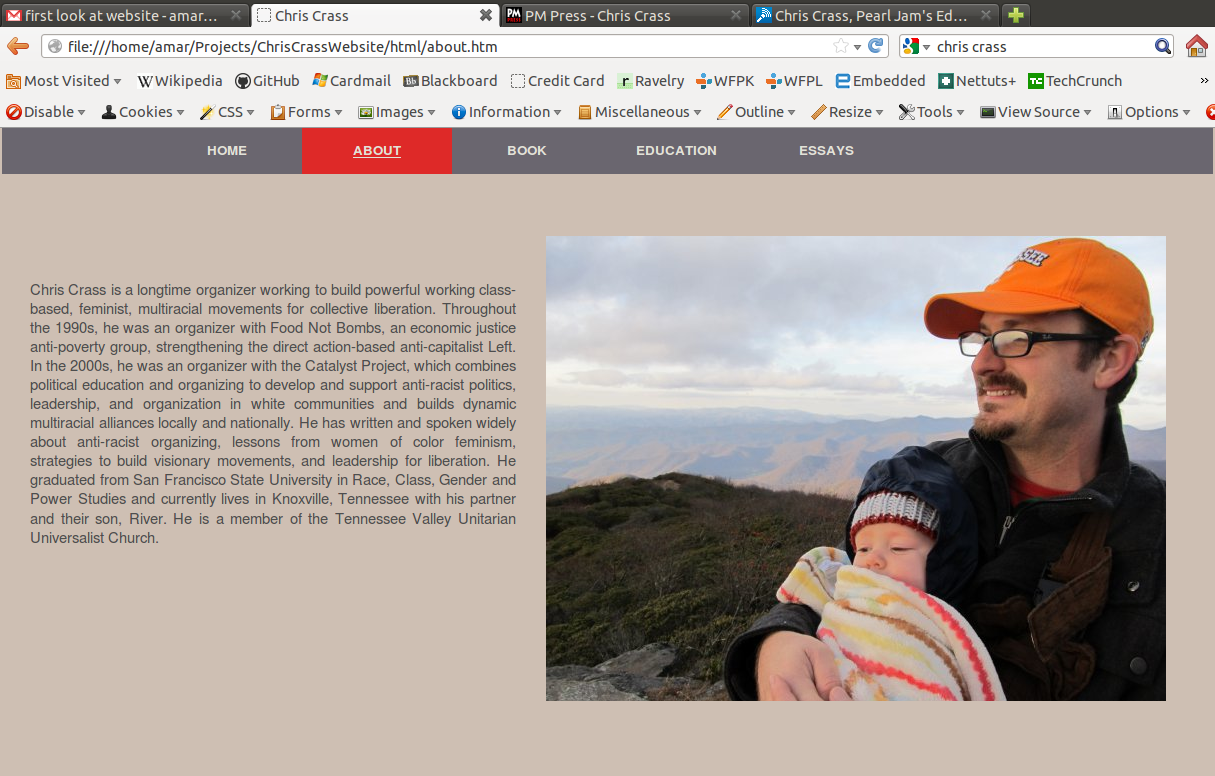 first look at website - amar...
Chris Crass
PM Press - Chris Crass
Chris Crass, Pearl Jam's Ed...
file:///home/amar/Projects/ChrisCrassWebsite/html/about.htm
chris crass
Most Visited
Wikipedia
GitHub
Cardmail
Bb Blackboard
Credit Card
r Ravelry
WFPK
WFPL
Embedded
Nettuts+
TC TechCrunch
»
Disable
Cookies
CSS
Forms
Images
Information
Miscellaneous
Outline
Resize
Tools
View Source
Options
HOME
ABOUT
BOOK
EDUCATION
ESSAYS
Chris Crass is a longtime organizer working to build powerful working class-
based, feminist, multiracial movements for collective liberation. Throughout
the 1990s, he was an organizer with Food Not Bombs, an economic justice
anti-poverty group, strengthening the direct action-based anti-capitalist Left.
In the 2000s, he was an organizer with the Catalyst Project, which combines
political education and organizing to develop and support anti-racist politics,
leadership, and organization in white communities and builds dynamic
multiracial alliances locally and nationally. He has written and spoken widely
about anti-racist organizing, lessons from women of color feminism,
strategies to build visionary movements, and leadership for liberation. He
graduated from San Francisco State University in Race, Class, Gender and
Power Studies and currently lives in Knoxville, Tennessee with his partner
and their son, River. He is a member of the Tennessee Valley Unitarian
Universalist Church.